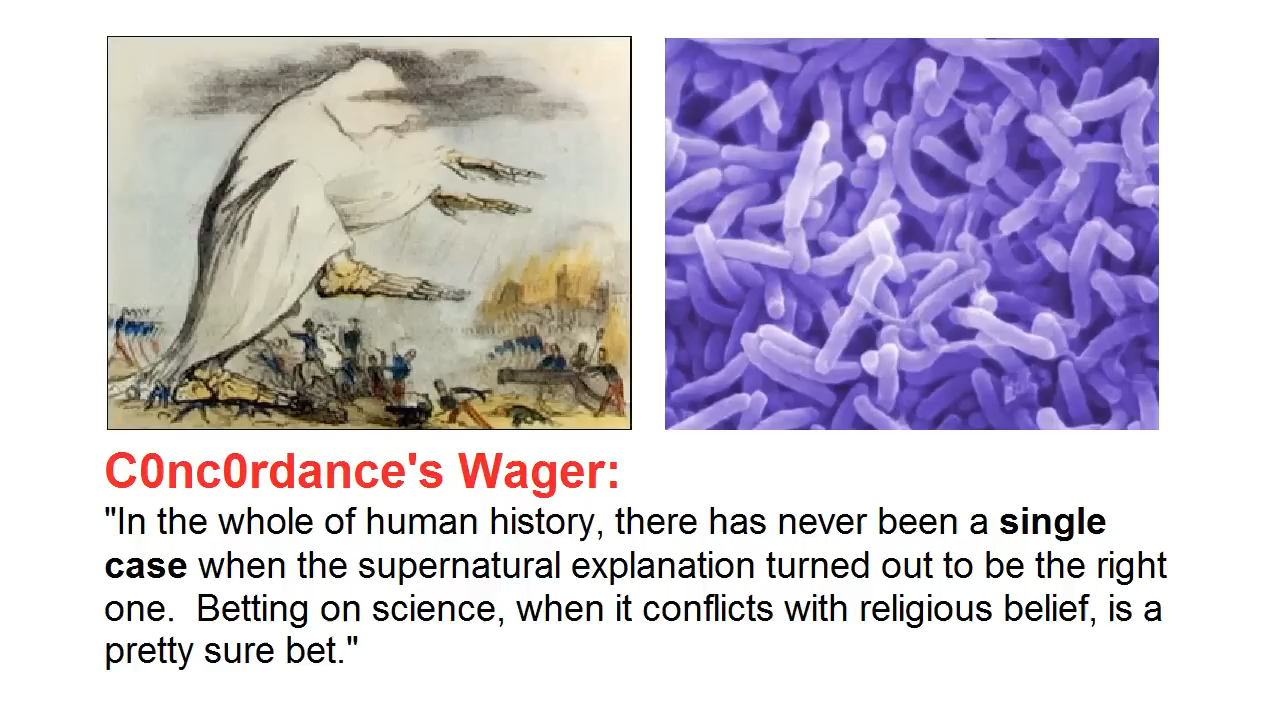 C0nc0rdance's Wager:
"In the whole of human history, there has never been a single
case when the supernatural explanation turned out to be the right
one.  Betting on science, when it conflicts with religious belief, is a
pretty sure bet."